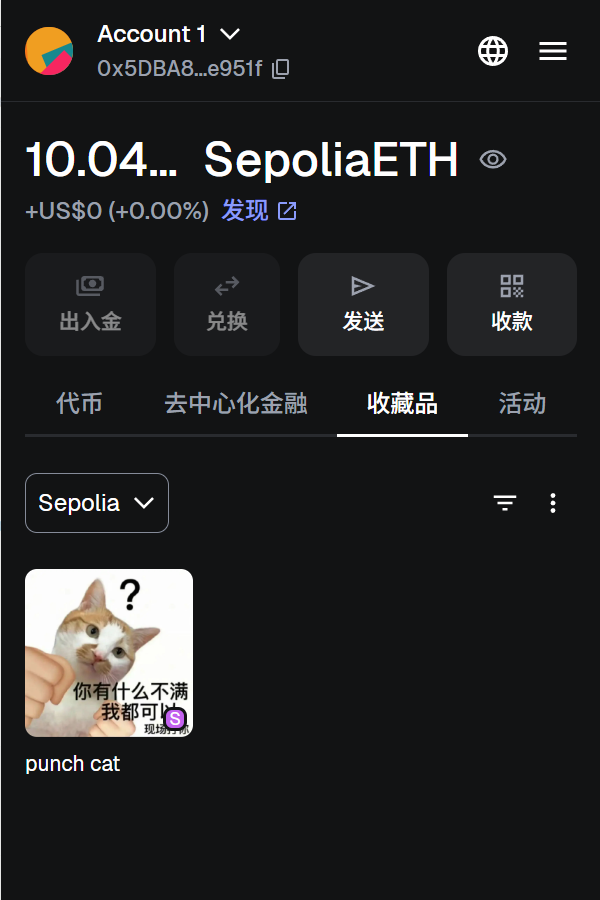 Account 1
0x5DBA8...e951f
10.04... SepoliaETH
+US$0 (+0.00%) 发现
出入金
兑换
发送
收款
代币
去中心化金融
收藏品
活动
Sepolia
?
你有什么不满
我都可以
S
现场打你
punch cat